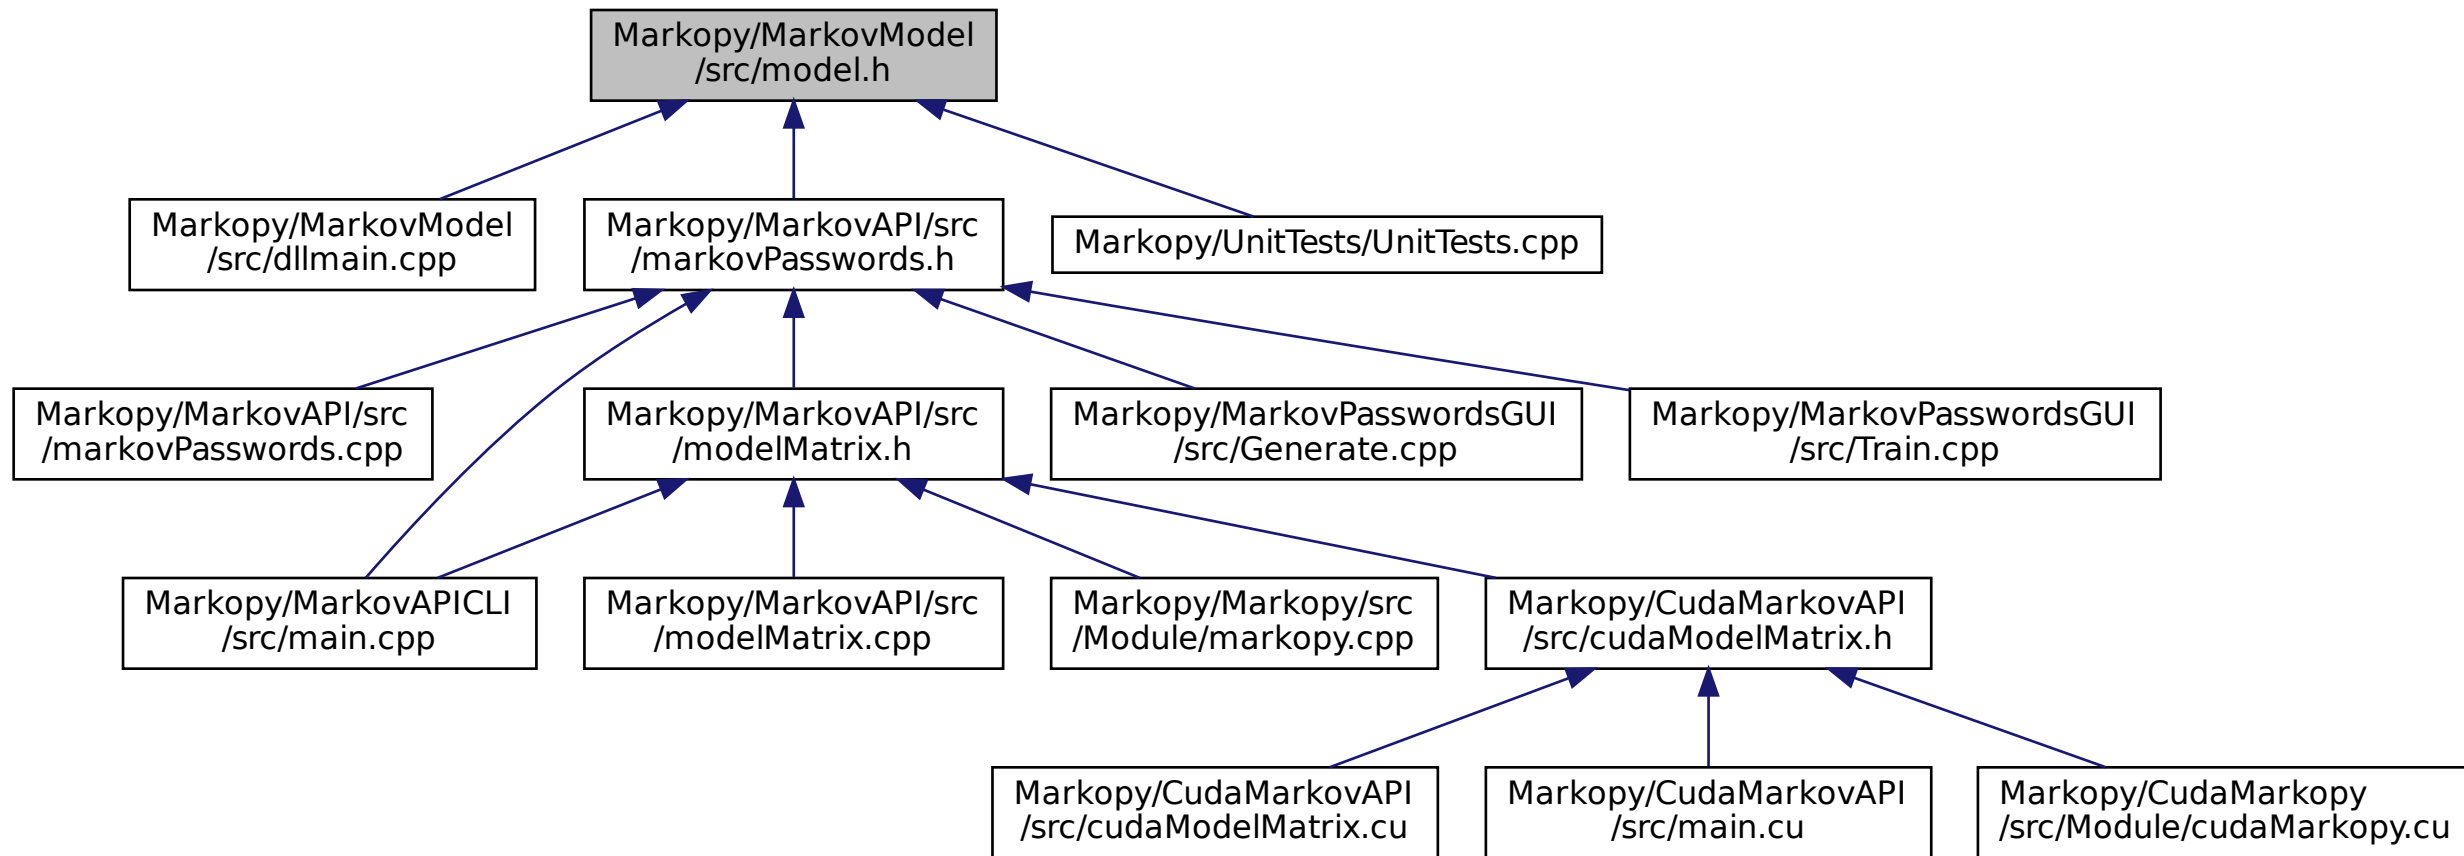 Markopy/MarkovModel
/src/model.h
Markopy/MarkovModel
/src/dllmain.cpp
Markopy/MarkovAPI/src
/markovPasswords.h
Markopy/UnitTests/UnitTests.cpp
Markopy/MarkovAPI/src
/markovPasswords.cpp
Markopy/MarkovAPI/src
/modelMatrix.h
Markopy/MarkovPasswordsGUI
/src/Generate.cpp
Markopy/MarkovPasswordsGUI
/src/Train.cpp
Markopy/MarkovAPICLI
/src/main.cpp
Markopy/MarkovAPI/src
/modelMatrix.cpp
Markopy/Markopy/src
/Module/markopy.cpp
Markopy/CudaMarkovAPI
/src/cudaModelMatrix.h
Markopy/CudaMarkovAPI
/src/cudaModelMatrix.cu
Markopy/CudaMarkovAPI
/src/main.cu
Markopy/CudaMarkopy
/src/Module/cudaMarkopy.cu